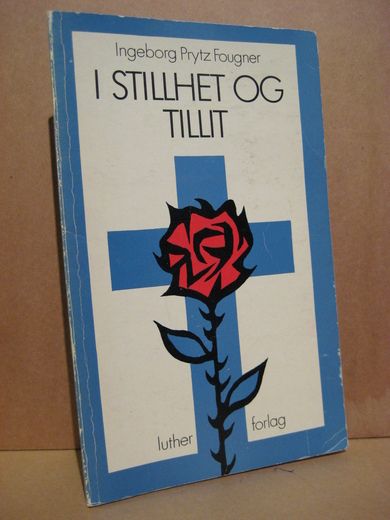 Ingeborg Prytz Fougner
I STILLHET OG
TILLIT
luther forlag